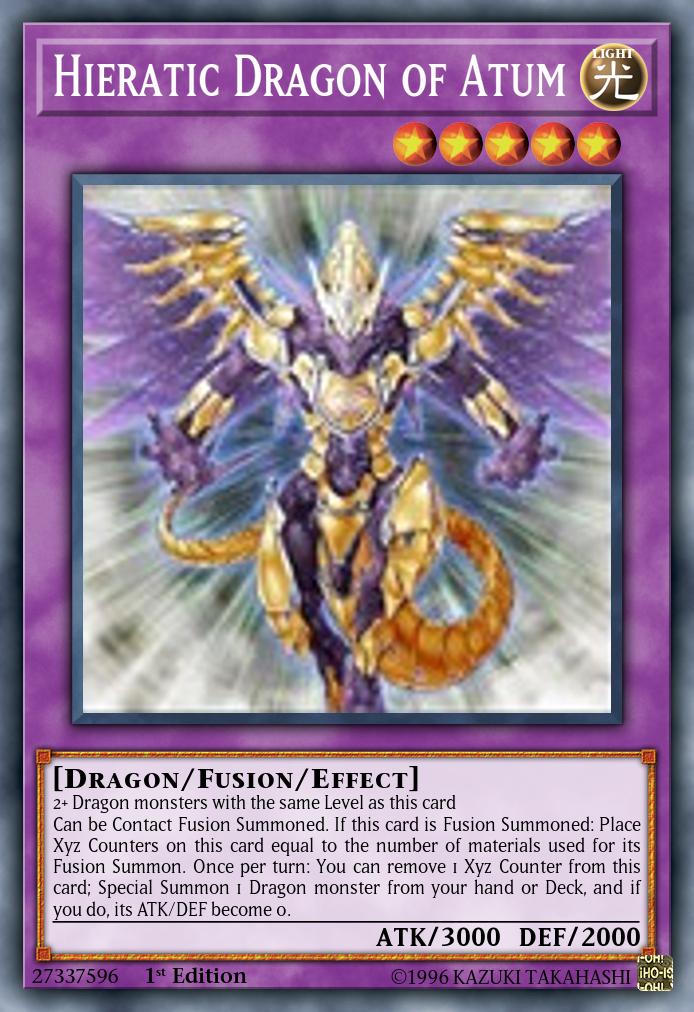 Hieratic Dragon of Atum
LIGHT
光
[Dragon/Fusion/Effect]
2+ Dragon monsters with the same Level as this card
Can be Contact Fusion Summoned. If this card is Fusion Summoned: Place
Xyz Counters on this card equal to the number of materials used for its
Fusion Summon. Once per turn: You can remove 1 Xyz Counter from this
card; Special Summon 1 Dragon monster from your hand or Deck, and if
you do, its ATK/DEF become 0.
ATK/3000 DEF/2000
27337596 1st Edition ©1996 KAZUKI TAKAHASHI